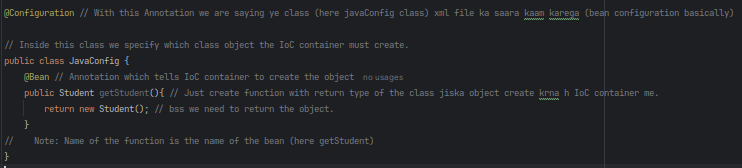 @Configuration // With this Annotation we are saying ye class (here javaConfig class) xml file ka saara kaam karega (bean configuration basically)
// Inside this class we specify which class object the IoC container must create.
public class JavaConfig {
@Bean // Annotation which tells IoC container to create the object no usages
public Student getStudent(){ // Just create function with return type of the class jiska object create krna h IoC container me.
return new Student(); // bss we need to return the object.
}
// Note: Name of the function is the name of the bean (here getStudent)
}